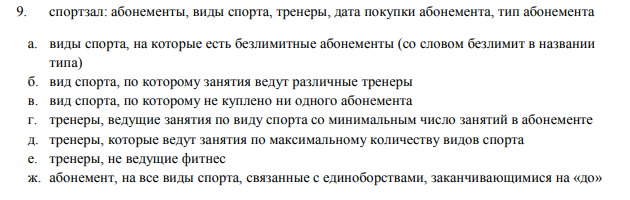 9. спортзал: абонементы, виды спорта, тренеры, дата покупки абонемента, тип абонемента
а. виды спорта, на которые есть безлимитные абонементы (со словом безлимит в названии
типа)
б. вид спорта, по которому занятия ведут различные тренеры
в. вид спорта, по которому не куплено ни одного абонемента
г. тренеры, ведущие занятия по виду спорта со минимальным число занятий в абонементе
д. тренеры, которые ведут занятия по максимальному количеству видов спорта
е. тренеры, не ведущие фитнес
ж. абонемент, на все виды спорта, связанные с единоборствами, заканчивающимися на «до»